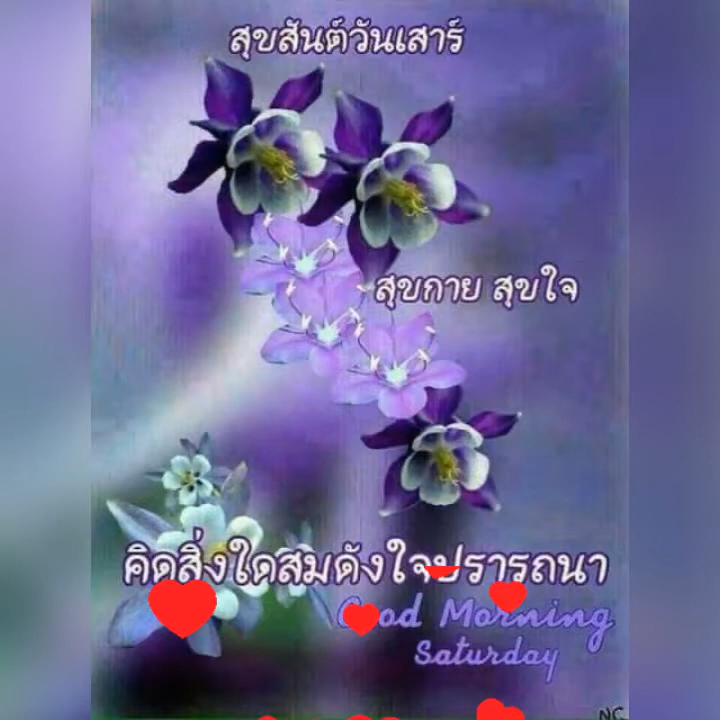 สุขสันต์วันเสาร์
สุขกาย สุขใจ
คิดสิ่งใดสมดังใจปรารถนา
Good Morning
Saturday
NC